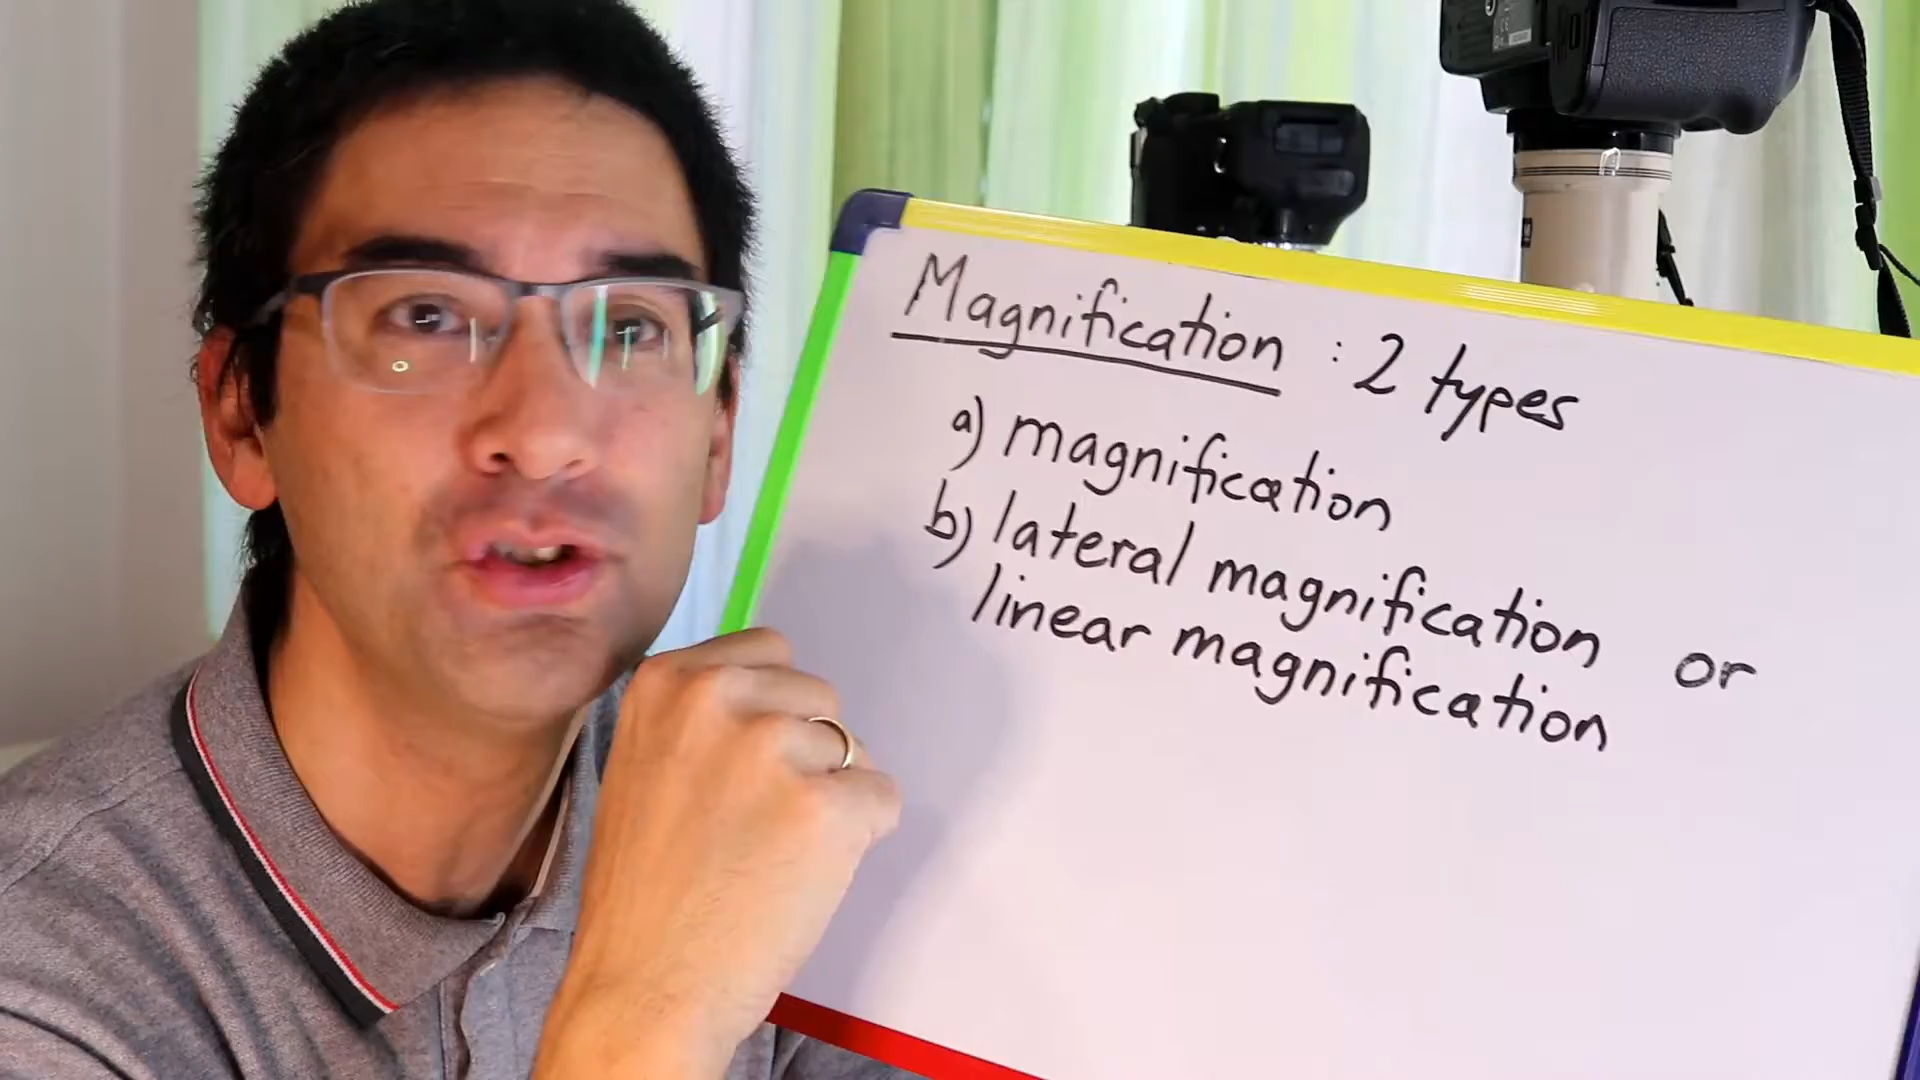 Magnification : 2 types
a) magnification
b) lateral magnification or
linear magnification